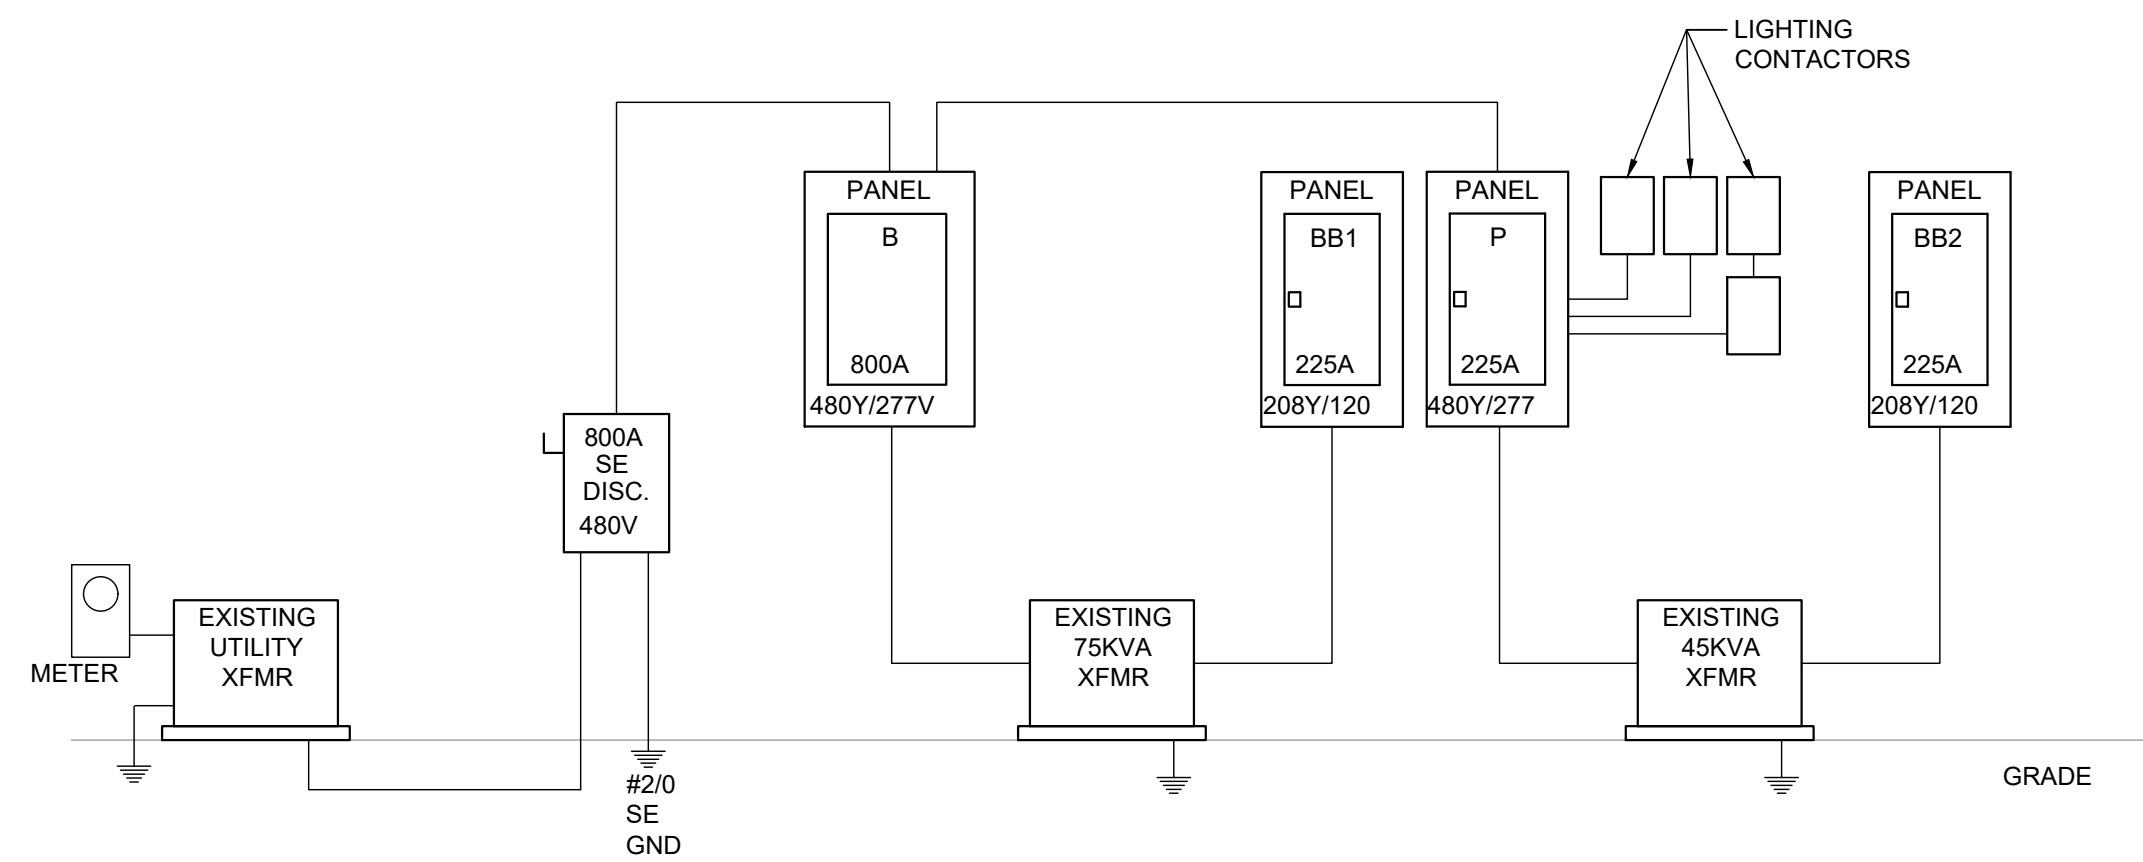 LIGHTING
CONTACTORS
PANEL
B
800A
480Y/277V
PANEL
BB1
225A
208Y/120
PANEL
P
225A
480Y/277
PANEL
BB2
225A
208Y/120
800A
SE
DISC.
480V
METER
EXISTING
UTILITY
XFMR
EXISTING
75KVA
XFMR
EXISTING
45KVA
XFMR
#2/0
SE
GND
GRADE